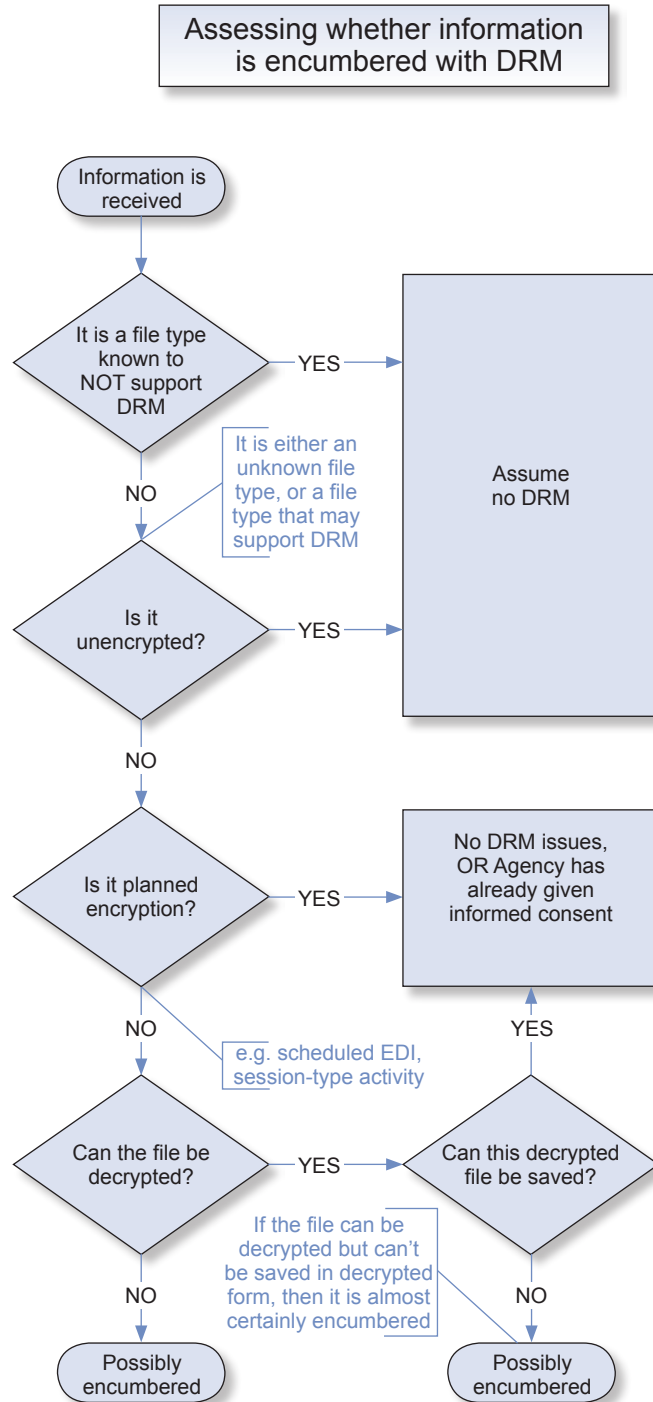 Assessing whether information
is encumbered with DRM
Information is
received
It is a file type
known to
NOT support
DRM
YES
Assume
no DRM
NO
It is either an
unknown file
type, or a file
type that may
support DRM
Is it
unencrypted?
YES
NO
Is it planned
encryption?
YES
No DRM issues,
OR Agency has
already given
informed consent
NO
e.g. scheduled EDI,
session-type activity
YES
Can the file be
decrypted?
YES
Can this decrypted
file be saved?
If the file can be
decrypted but can't
be saved in decrypted
form, then it is almost
certainly encumbered
NO
NO
Possibly
encumbered
Possibly
encumbered